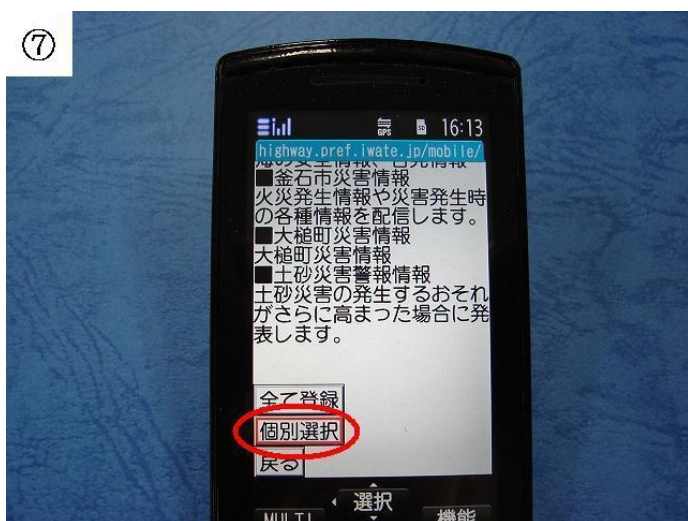 ⑦
16:13
highway.pref.iwate.jp/mobile/
■釜石市災害情報
火災発生情報や災害発生時
の各種情報を配信します。
■大槌町災害情報
大槌町災害情報
■土砂災害警報情報
土砂災害の発生するおそれ
がさらに高まった場合に発
表します。
全て登録
個別選択
戻る
選択
MULTI
機能